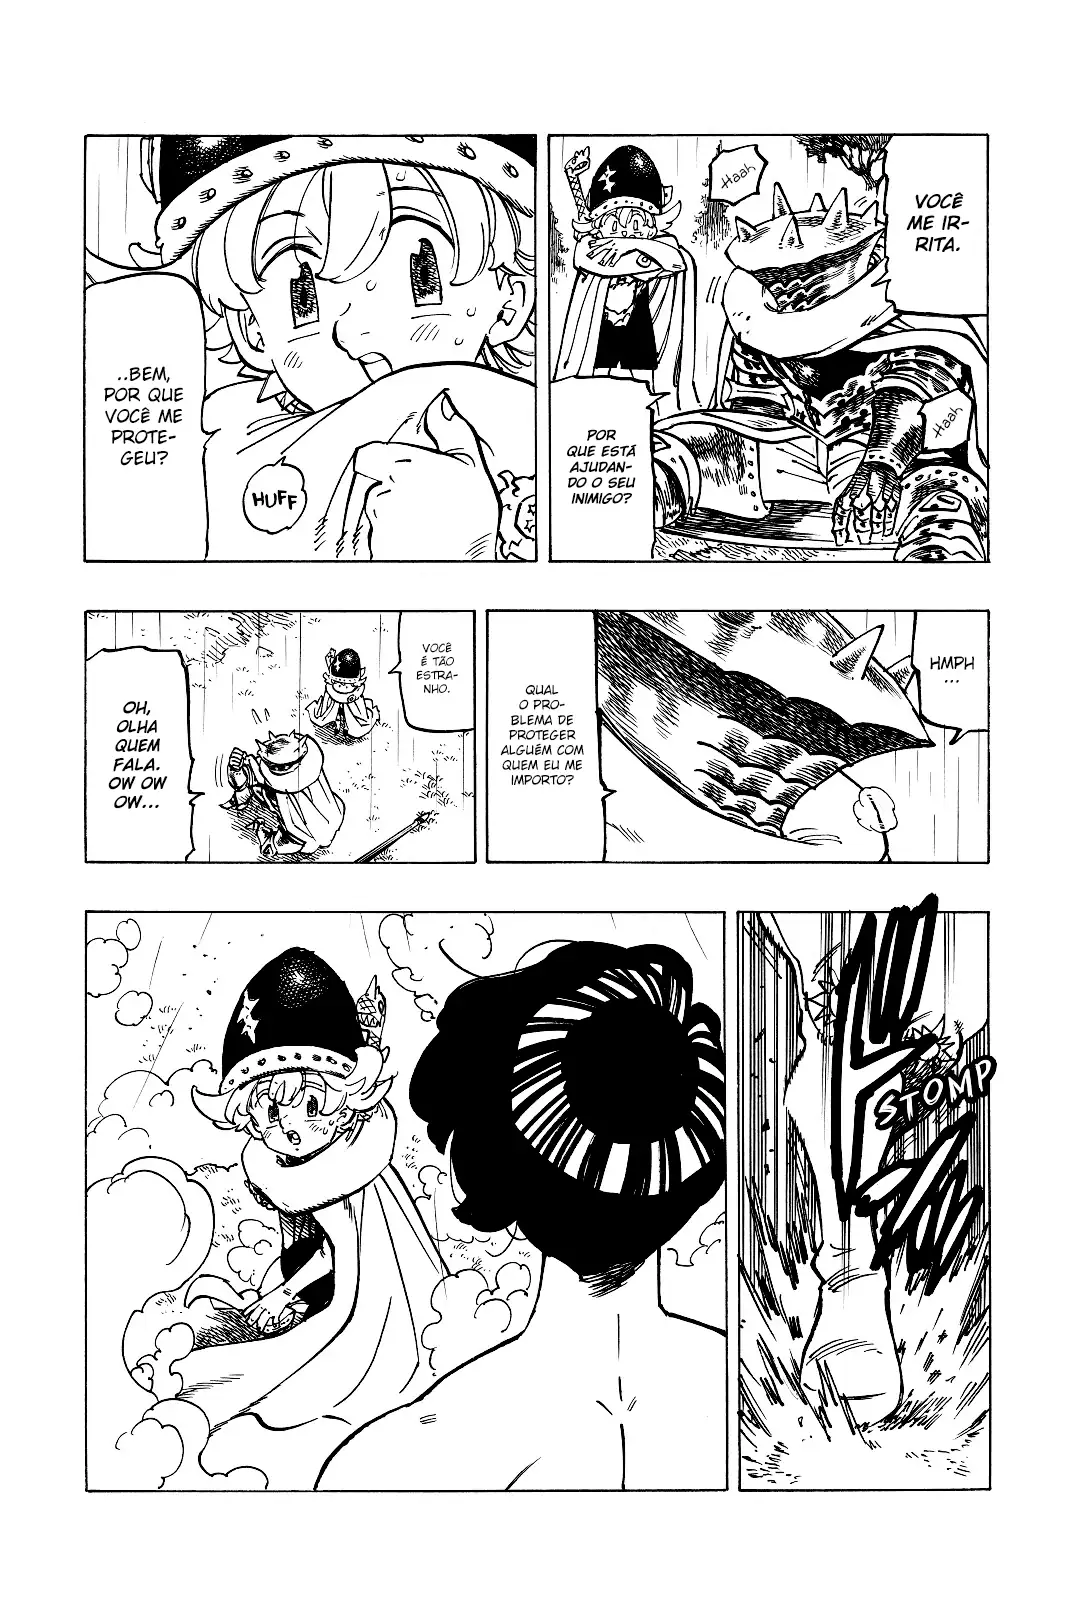 Haah
VOCÊ
ME IR-
RITA.
Haah
POR
QUE ESTÁ
AJUDAN-
DO O SEU
INIMIGO?
..BEM,
POR QUE
VOCÊ ME
PROTE-
GEU?
HUFF
HMPH
...
QUAL
O PRO-
BLEMA DE
PROTEGER
ALGUÉM COM
QUEM EU ME
IMPORTO?
VOCÊ
É TÃO
ESTRA-
NHO.
OH,
OLHA
QUEM
FALA.
OW OW
OW...
STOMP